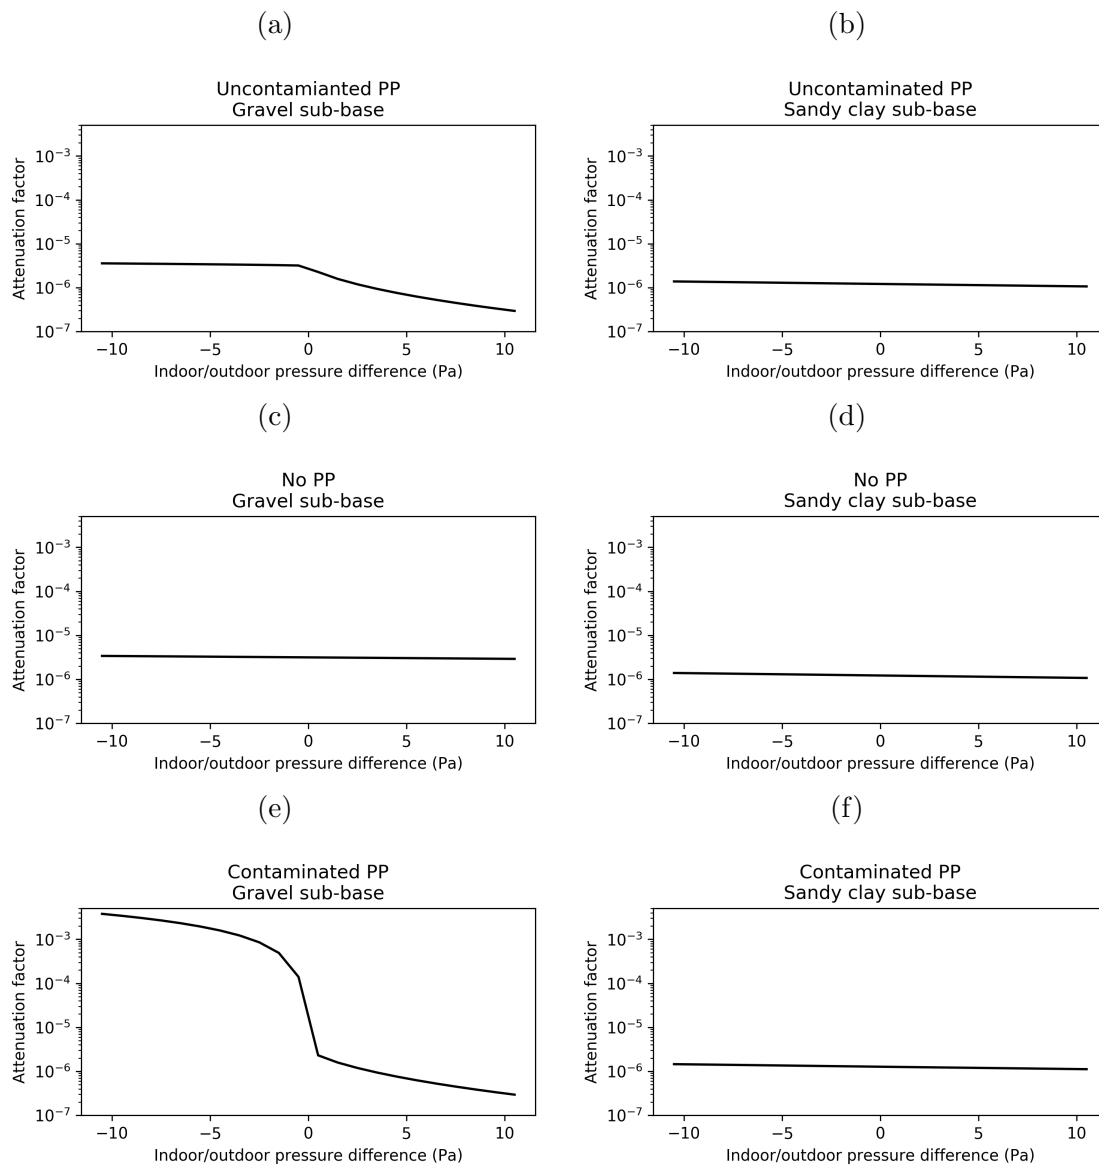 (a)
Uncontamianted PP
Gravel sub-base
Attenuation factor
10⁻³
10⁻⁴
10⁻⁵
10⁻⁶
10⁻⁷
−10 −5 0 5 10
Indoor/outdoor pressure difference (Pa)
(b)
Uncontaminated PP
Sandy clay sub-base
Attenuation factor
10⁻³
10⁻⁴
10⁻⁵
10⁻⁶
10⁻⁷
−10 −5 0 5 10
Indoor/outdoor pressure difference (Pa)
(c)
No PP
Gravel sub-base
Attenuation factor
10⁻³
10⁻⁴
10⁻⁵
10⁻⁶
10⁻⁷
−10 −5 0 5 10
Indoor/outdoor pressure difference (Pa)
(d)
No PP
Sandy clay sub-base
Attenuation factor
10⁻³
10⁻⁴
10⁻⁵
10⁻⁶
10⁻⁷
−10 −5 0 5 10
Indoor/outdoor pressure difference (Pa)
(e)
Contaminated PP
Gravel sub-base
Attenuation factor
10⁻³
10⁻⁴
10⁻⁵
10⁻⁶
10⁻⁷
−10 −5 0 5 10
Indoor/outdoor pressure difference (Pa)
(f)
Contaminated PP
Sandy clay sub-base
Attenuation factor
10⁻³
10⁻⁴
10⁻⁵
10⁻⁶
10⁻⁷
−10 −5 0 5 10
Indoor/outdoor pressure difference (Pa)